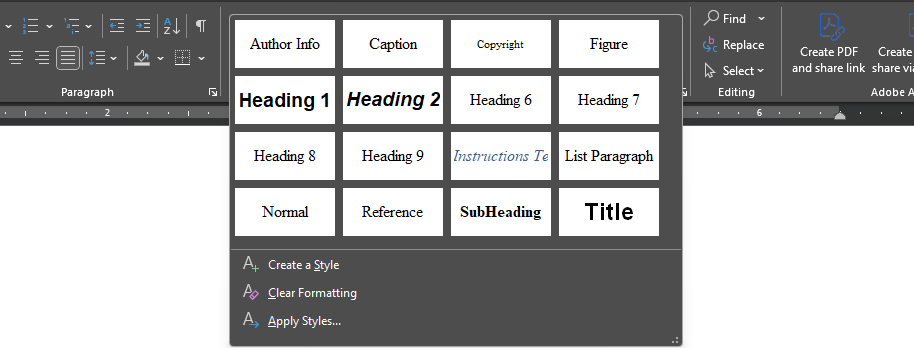 Author Info
Caption
Copyright
Figure
Find
Replace
Select
Create PDF
and share link
Create
share via
Heading 1
Heading 2
Heading 6
Heading 7
Paragraph
Editing
Adobe A
2
6
Heading 8
Heading 9
Instructions Te
List Paragraph
Normal
Reference
SubHeading
Title
Create a Style
Clear Formatting
Apply Styles...